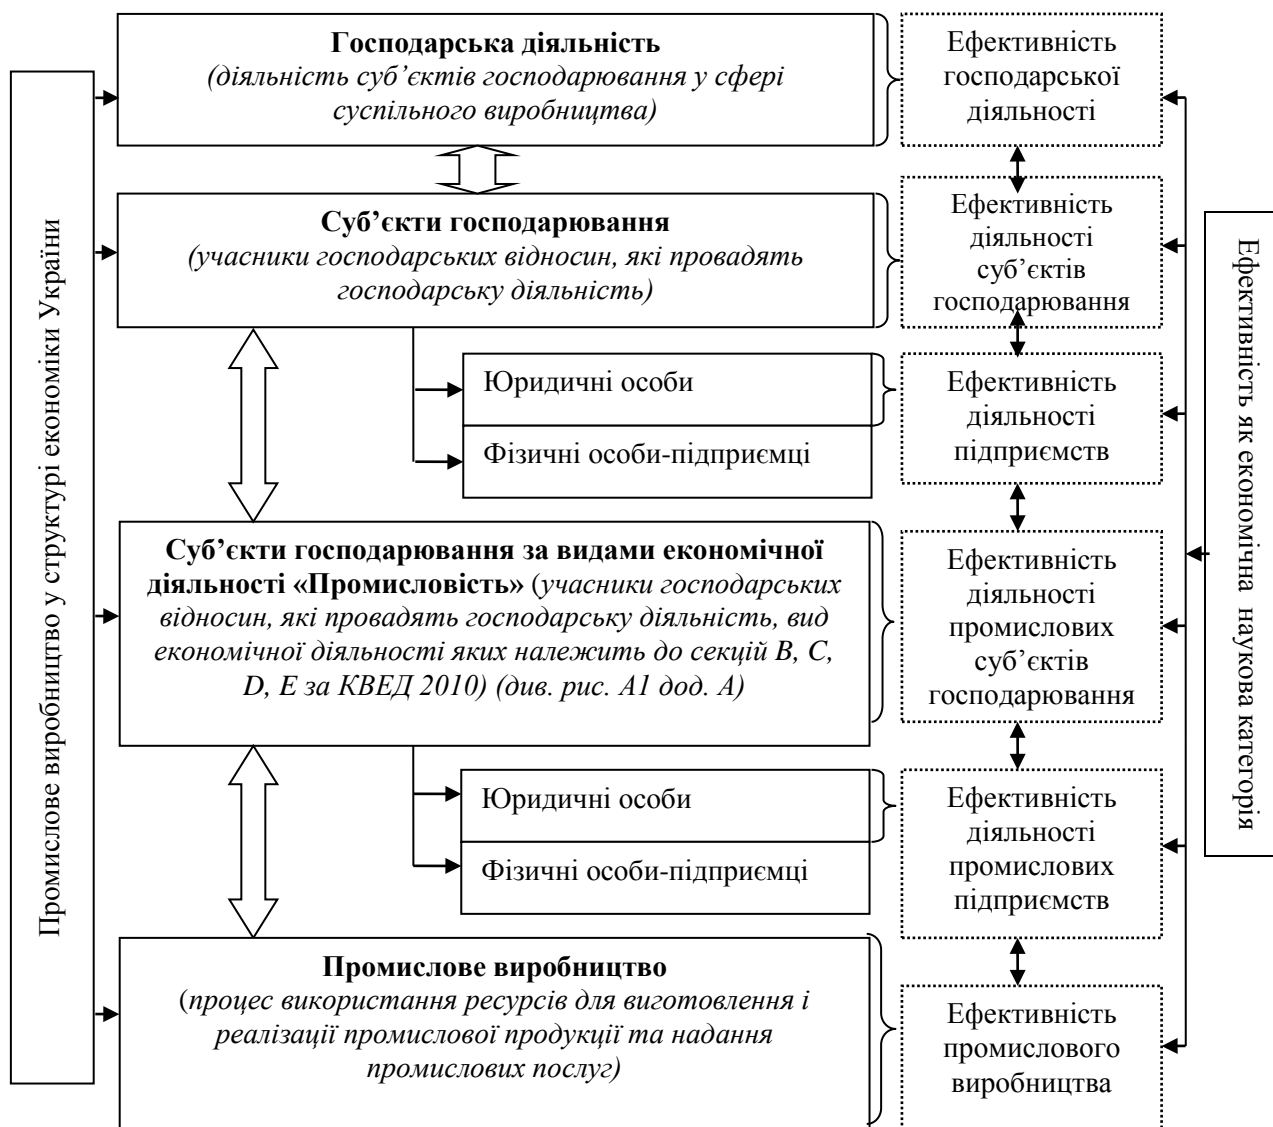 Промислове виробництво у структурі економіки України
Господарська діяльність
(діяльність суб’єктів господарювання у сфері
суспільного виробництва)
Ефективність
господарської
діяльності
Суб’єкти господарювання
(учасники господарських відносин, які провадять
господарську діяльність)
Ефективність
діяльності
суб’єктів
господарювання
Юридичні особи
Фізичні особи-підприємці
Ефективність
діяльності
підприємств
Суб’єкти господарювання за видами економічної
діяльності «Промисловість» (учасники господарських
відносин, які провадять господарську діяльність, вид
економічної діяльності яких належить до секцій B, C,
D, E за КВЕД 2010) (див. рис. А1 дод. А)
Ефективність
діяльності
промислових
суб’єктів
господарювання
Юридичні особи
Фізичні особи-підприємці
Ефективність
діяльності
промислових
підприємств
Промислове виробництво
(процес використання ресурсів для виготовлення і
реалізації промислової продукції та надання
промислових послуг)
Ефективність
промислового
виробництва
Ефективність як економічна наукова категорія